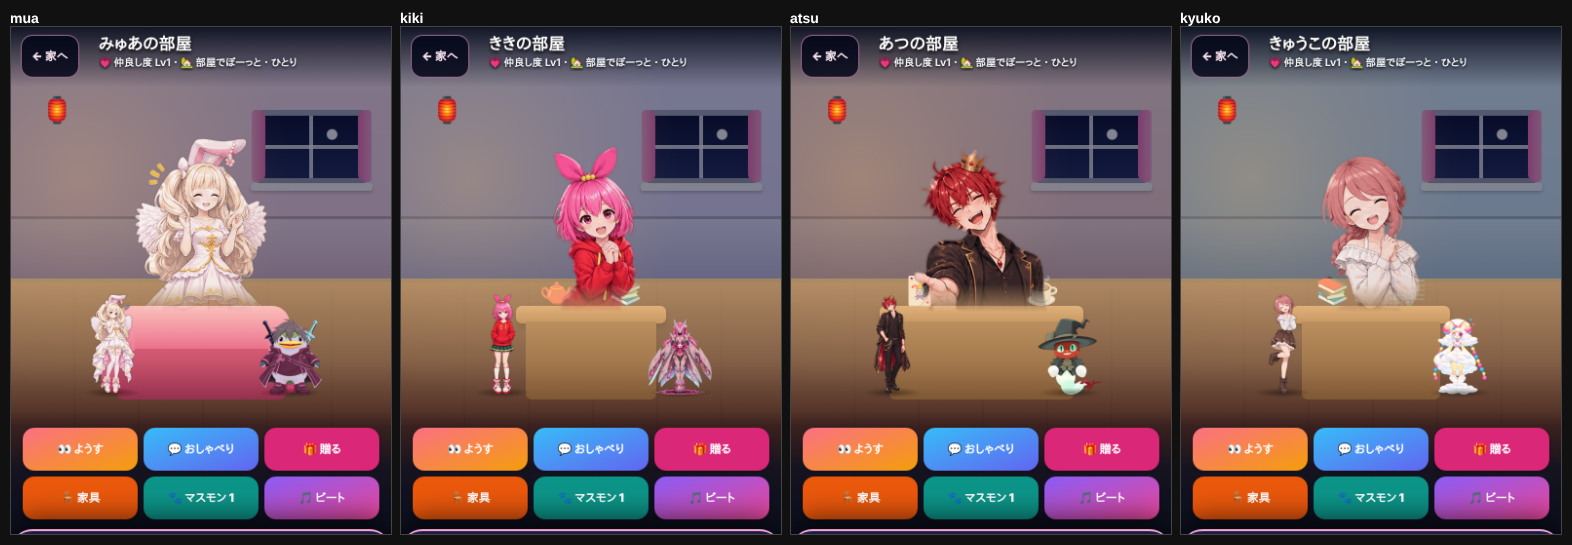 mua
kiki
atsu
kyuko
← 家へ
みゅあの部屋
仲良し度 Lv1・🏡 部屋でぼーっと・ひとり
← 家へ
ききの部屋
仲良し度 Lv1・🏡 部屋でぼーっと・ひとり
← 家へ
あつの部屋
仲良し度 Lv1・🏡 部屋でぼーっと・ひとり
← 家へ
きゅうこの部屋
仲良し度 Lv1・🏡 部屋でぼーっと・ひとり
ようす
おしゃべり
贈る
家具
マスモン 1
ビート
ようす
おしゃべり
贈る
家具
マスモン 1
ビート
ようす
おしゃべり
贈る
家具
マスモン 1
ビート
ようす
おしゃべり
贈る
家具
マスモン 1
ビート